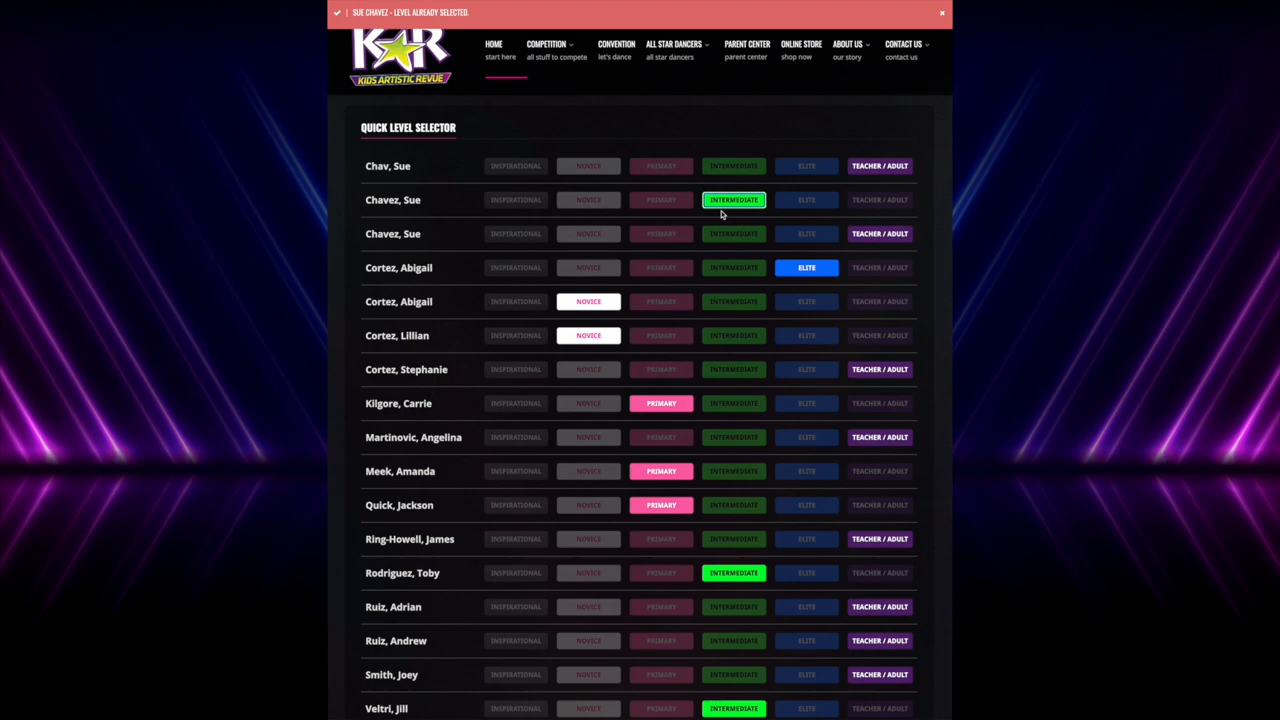 SUE CHAVEZ - LEVEL ALREADY SELECTED.
KAR
KIDS ARTISTIC REVUE
HOME COMPETITION CONVENTION ALL STAR DANCERS PARENT CENTER ONLINE STORE ABOUT US CONTACT US
start here all stuff to compete let's dance all star dancers parent center shop now our story contact us
QUICK LEVEL SELECTOR
Chav, Sue INSPIRATIONAL NOVICE PRIMARY INTERMEDIATE ELITE TEACHER / ADULT
Chavez, Sue INSPIRATIONAL NOVICE PRIMARY INTERMEDIATE ELITE TEACHER / ADULT
Chavez, Sue INSPIRATIONAL NOVICE PRIMARY INTERMEDIATE ELITE TEACHER / ADULT
Cortez, Abigail INSPIRATIONAL NOVICE PRIMARY INTERMEDIATE ELITE TEACHER / ADULT
Cortez, Abigail INSPIRATIONAL NOVICE PRIMARY INTERMEDIATE ELITE TEACHER / ADULT
Cortez, Lillian INSPIRATIONAL NOVICE PRIMARY INTERMEDIATE ELITE TEACHER / ADULT
Cortez, Stephanie INSPIRATIONAL NOVICE PRIMARY INTERMEDIATE ELITE TEACHER / ADULT
Kilgore, Carrie INSPIRATIONAL NOVICE PRIMARY INTERMEDIATE ELITE TEACHER / ADULT
Martinovic, Angelina INSPIRATIONAL NOVICE PRIMARY INTERMEDIATE ELITE TEACHER / ADULT
Meek, Amanda INSPIRATIONAL NOVICE PRIMARY INTERMEDIATE ELITE TEACHER / ADULT
Quick, Jackson INSPIRATIONAL NOVICE PRIMARY INTERMEDIATE ELITE TEACHER / ADULT
Ring-Howell, James INSPIRATIONAL NOVICE PRIMARY INTERMEDIATE ELITE TEACHER / ADULT
Rodriguez, Toby INSPIRATIONAL NOVICE PRIMARY INTERMEDIATE ELITE TEACHER / ADULT
Ruiz, Adrian INSPIRATIONAL NOVICE PRIMARY INTERMEDIATE ELITE TEACHER / ADULT
Ruiz, Andrew INSPIRATIONAL NOVICE PRIMARY INTERMEDIATE ELITE TEACHER / ADULT
Smith, Joey INSPIRATIONAL NOVICE PRIMARY INTERMEDIATE ELITE TEACHER / ADULT
Veltri, Jill INSPIRATIONAL NOVICE PRIMARY INTERMEDIATE ELITE TEACHER / ADULT